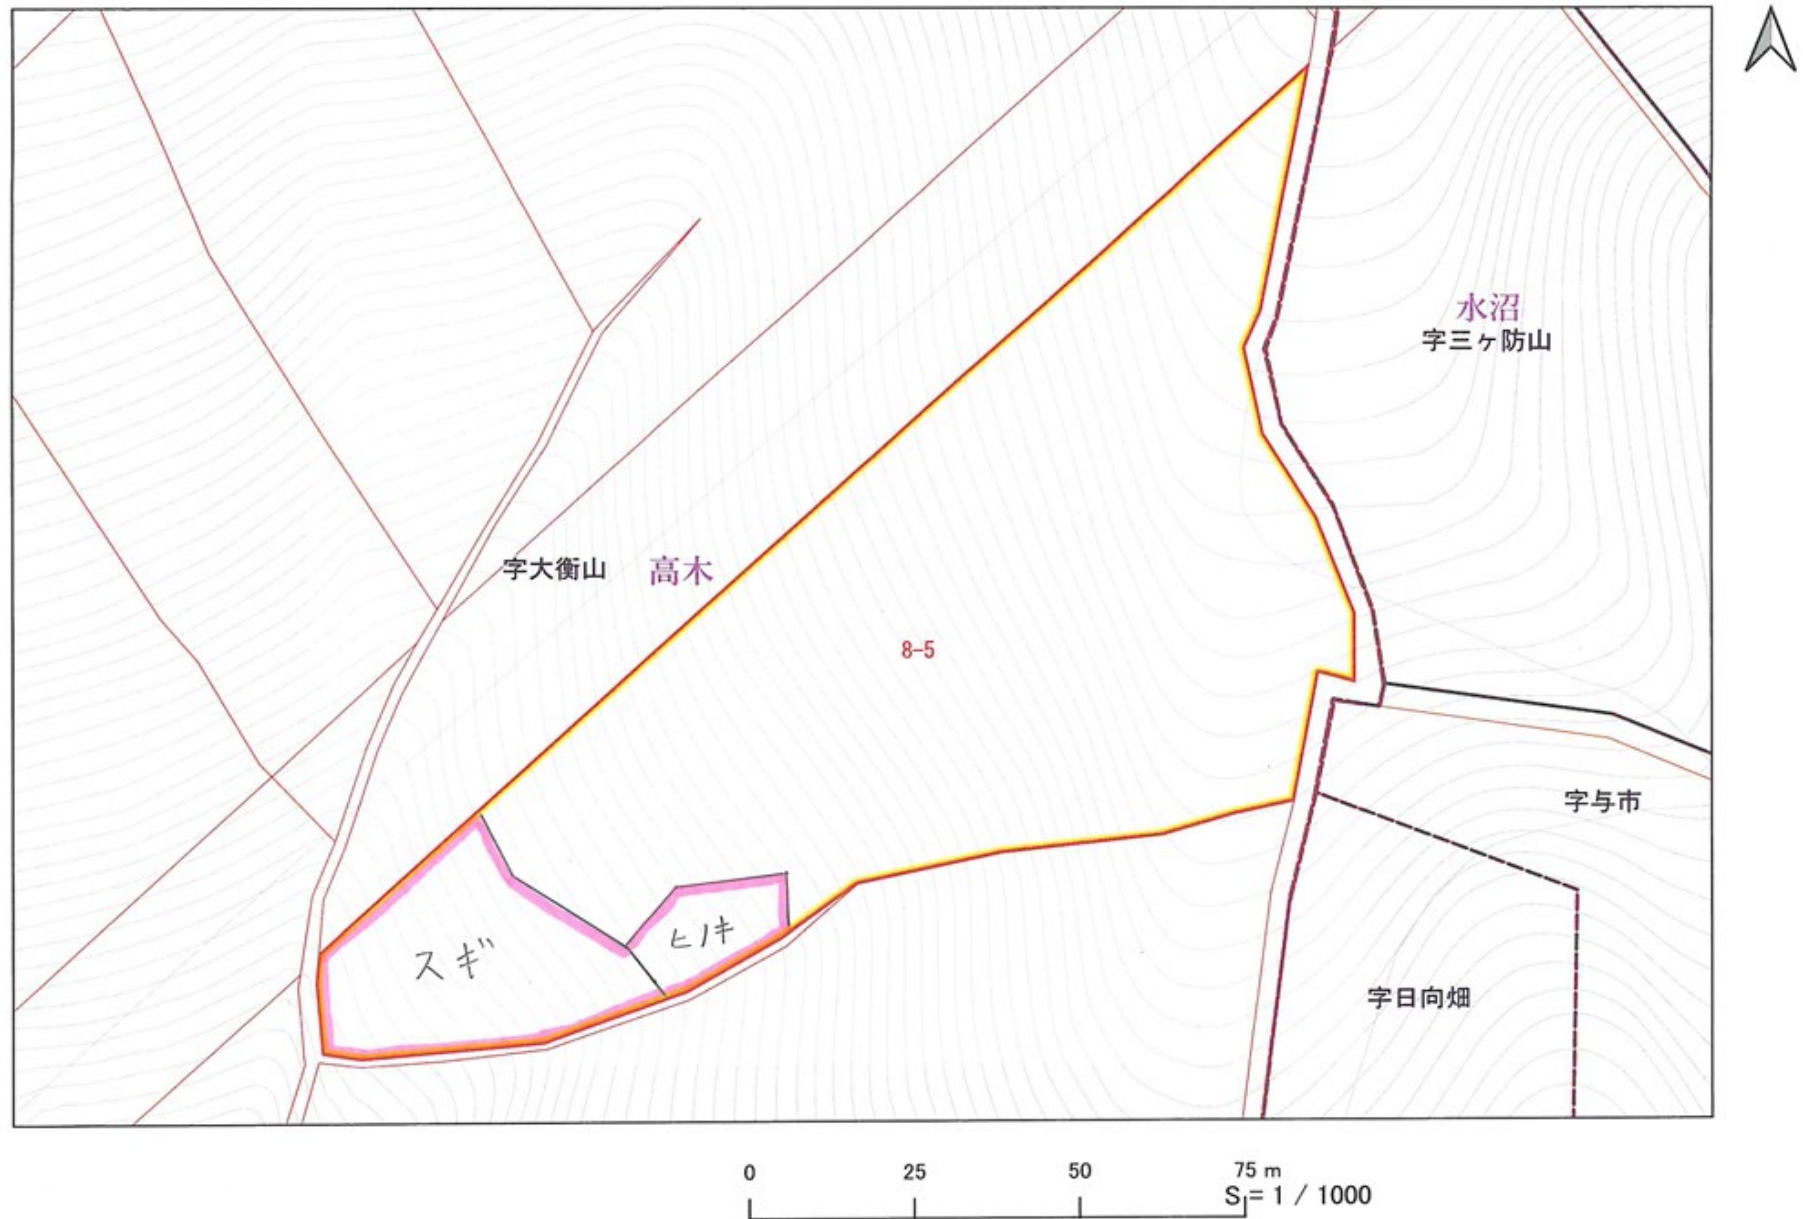 水沼
字三ヶ防山
字大衡山
高木
8-5
字与市
スギ
ヒノキ
字日向畑
0 25 50 75 m
S = 1 / 1000